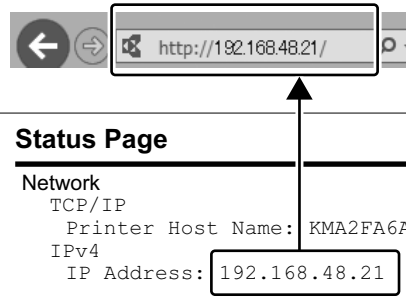 http://192.168.48.21/
Status Page
Network
TCP/IP
Printer Host Name: KMA2FA6A
IPv4
IP Address: 192.168.48.21